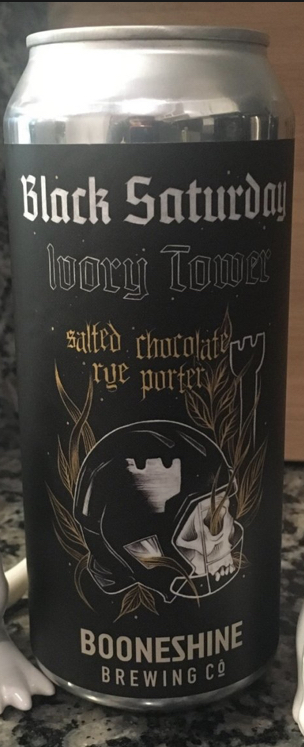 Black Saturday
Ivory Tower
salted chocolate
rye porter
BOONESHINE
BREWING CO